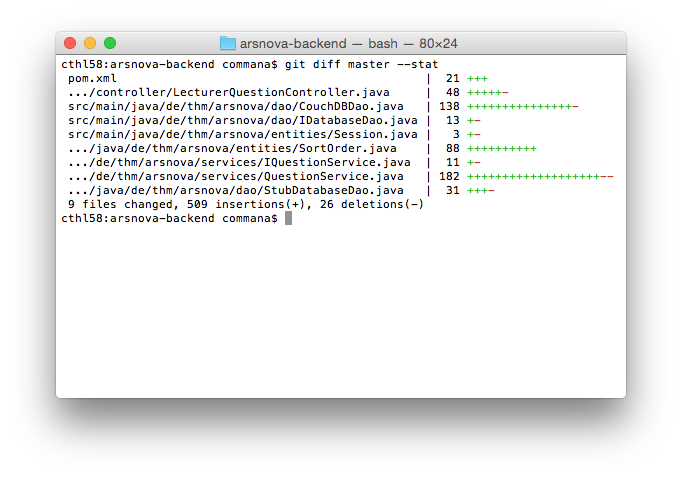 arsnova-backend — bash — 80×24
cthl58:arsnova-backend commana$ git diff master --stat
 pom.xml                                            |  21 +++
 .../controller/LecturerQuestionController.java     |  48 +++++-
 src/main/java/de/thm/arsnova/dao/CouchDBDao.java   | 138 +++++++++++++++-
 src/main/java/de/thm/arsnova/dao/IDatabaseDao.java |  13 +-
 src/main/java/de/thm/arsnova/entities/Session.java |   3 +-
 .../java/de/thm/arsnova/entities/SortOrder.java    |  88 ++++++++++
 .../de/thm/arsnova/services/IQuestionService.java  |  11 +-
 .../de/thm/arsnova/services/QuestionService.java   | 182 +++++++++++++++++++--
 .../java/de/thm/arsnova/dao/StubDatabaseDao.java   |  31 +++-
 9 files changed, 509 insertions(+), 26 deletions(-)
cthl58:arsnova-backend commana$